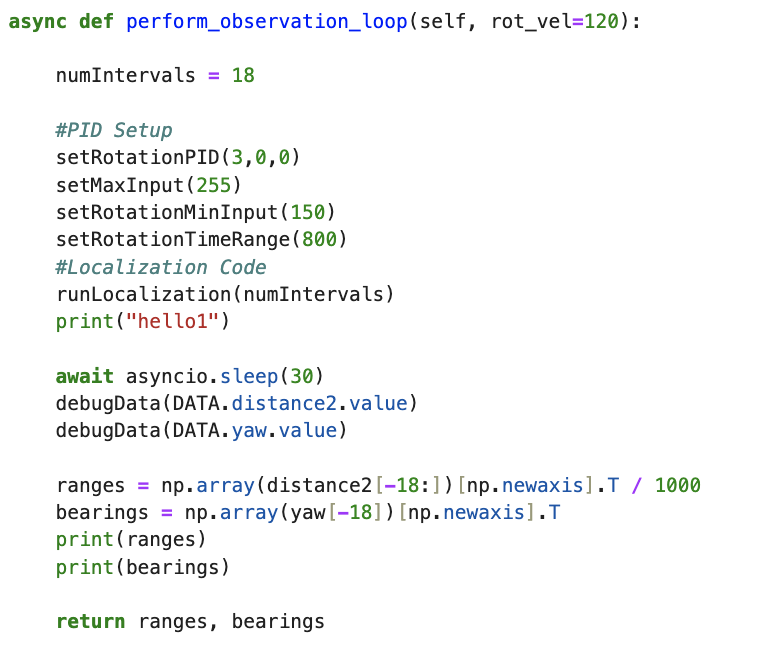 async def perform_observation_loop(self, rot_vel=120):
numIntervals = 18
#PID Setup
setRotationPID(3,0,0)
setMaxInput(255)
setRotationMinInput(150)
setRotationTimeRange(800)
#Localization Code
runLocalization(numIntervals)
print("hello1")
await asyncio.sleep(30)
debugData(DATA.distance2.value)
debugData(DATA.yaw.value)
ranges = np.array(distance2[-18:])[np.newaxis].T / 1000
bearings = np.array(yaw[-18])[np.newaxis].T
print(ranges)
print(bearings)
return ranges, bearings